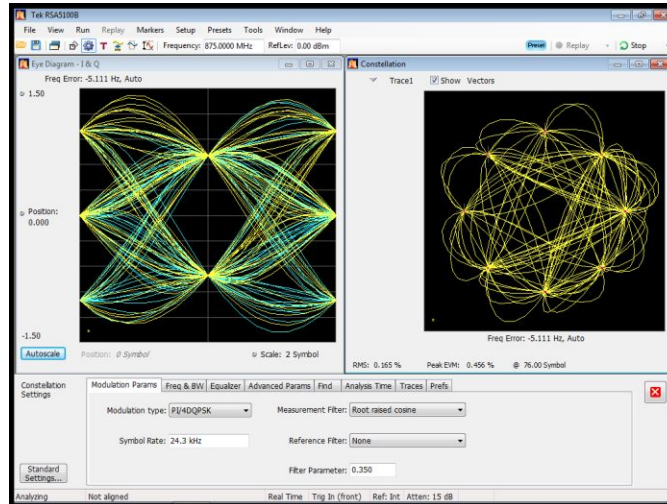 Tek RSA5100B
File View Run Replay Markers Setup Presets Tools Window Help
Frequency: 875.0000 MHz RefLev: 0.00 dBm Preset Replay Stop
Eye Diagram - I & Q
Freq Error: -5.111 Hz, Auto
1.50
Position:
0.000
-1.50
Autoscale Position: 0 Symbol Scale: 2 Symbol
Constellation
Trace1 Show Vectors
Freq Error: -5.111 Hz, Auto
RMS: 0.165 % Peak EVM: 0.456 % @ 76.00 Symbol
Constellation
Settings
Modulation Params Freq & BW Equalizer Advanced Params Find Analysis Time Traces Prefs
Modulation type: PI/4DQPSK Measurement Filter: Root raised cosine
Symbol Rate: 24.3 kHz Reference Filter: None
Filter Parameter: 0.350
Standard
Settings...
Analyzing Not aligned Real Time Trig In (front) Ref: Int Atten: 15 dB